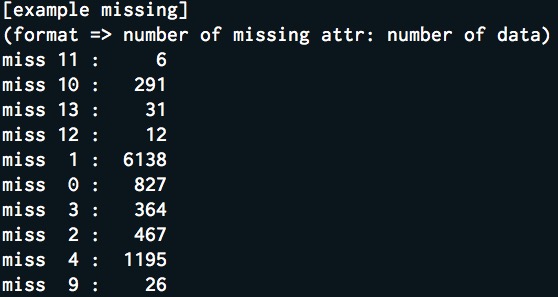 [example missing]
(format => number of missing attr: number of data)
miss 11 :      6
miss 10 :    291
miss 13 :     31
miss 12 :     12
miss  1 :   6138
miss  0 :    827
miss  3 :    364
miss  2 :    467
miss  4 :   1195
miss  9 :     26